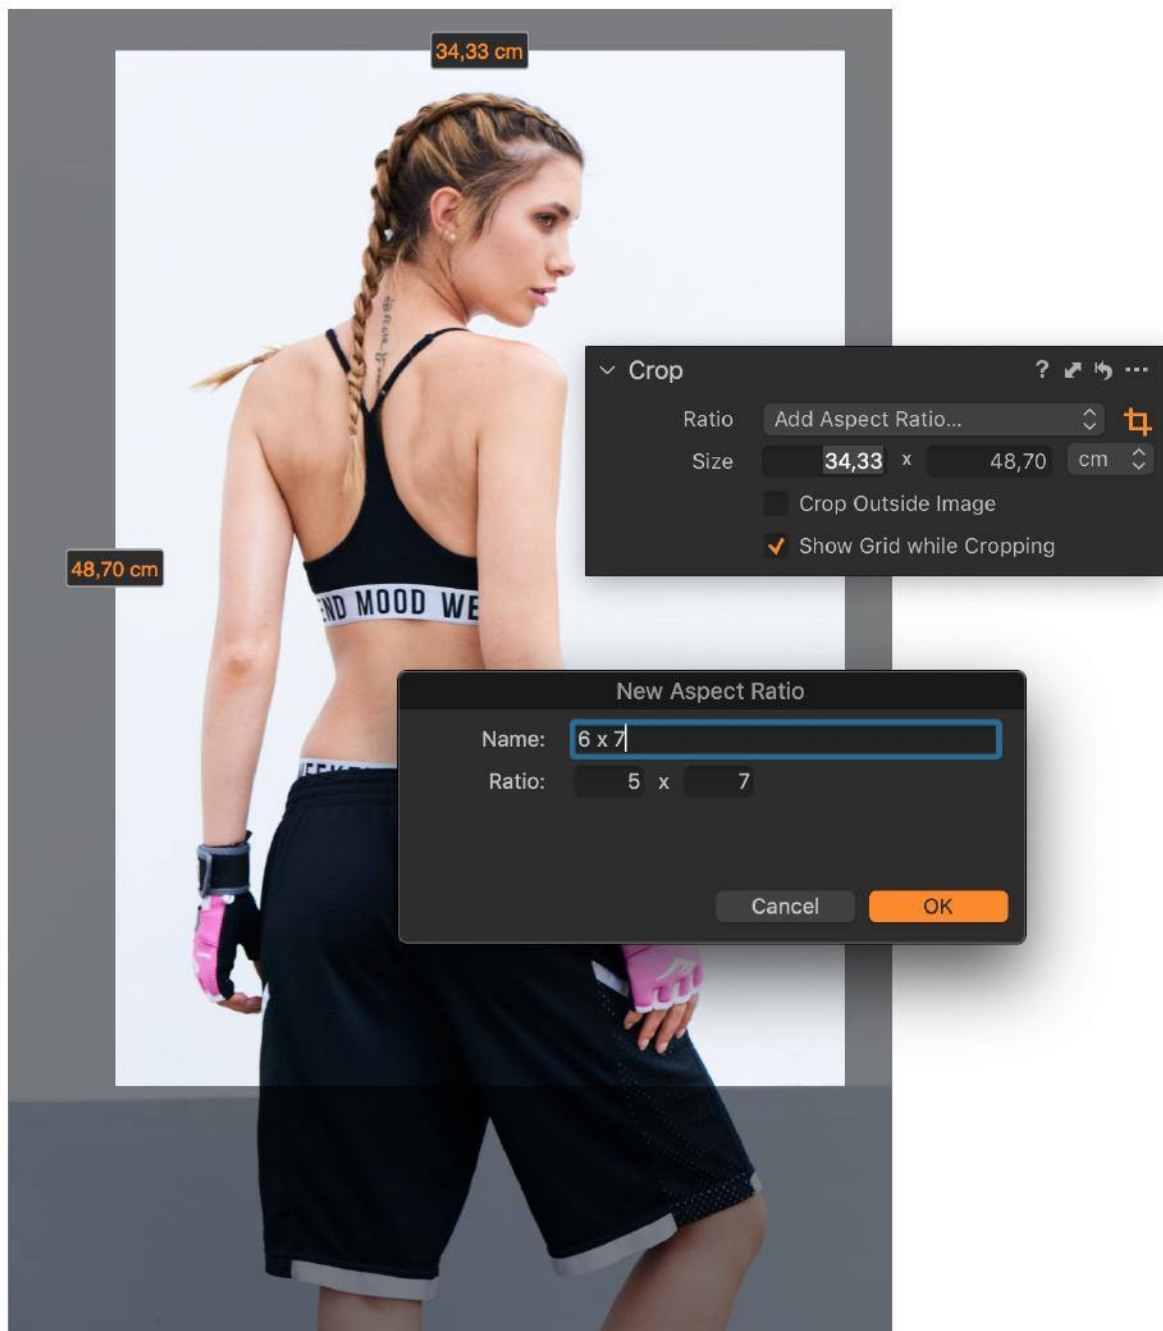 34,33 cm
Crop
?
Ratio Add Aspect Ratio...
Size 34,33 x 48,70 cm
Crop Outside Image
Show Grid while Cropping
48,70 cm
END MOOD WE
New Aspect Ratio
Name: 6 x 7
Ratio: 5 x 7
Cancel OK